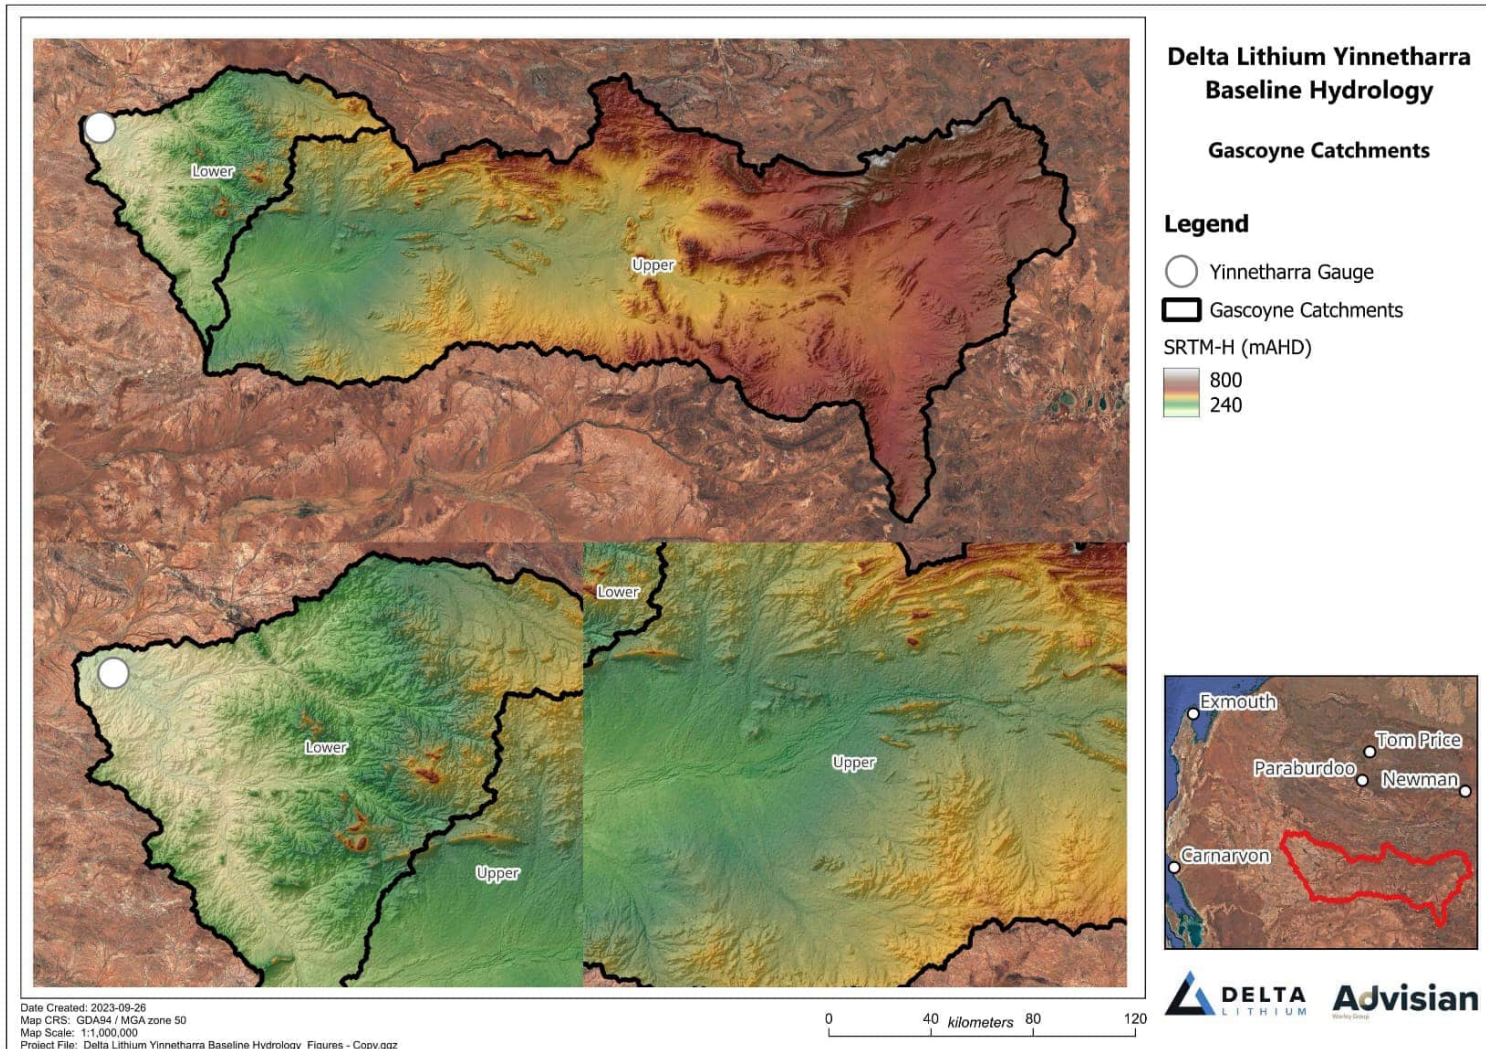 Delta Lithium Yinnetharra
Baseline Hydrology
Gascoyne Catchments
Legend
Yinnetharra Gauge
Gascoyne Catchments
SRTM-H (mAHD)
800
240
Lower
Upper
Lower
Upper
Lower
Upper
Exmouth
Tom Price
Paraburdoo
Newman
Carnarvon
DELTA
LITHIUM
Advisian
Worley Group
Date Created: 2023-09-26
Map CRS: GDA94 / MGA zone 50
Map Scale: 1:1,000,000
Project File: Delta Lithium Yinnetharra Baseline Hydrology_Figures - Copy.qgz
0 40 kilometers 80 120